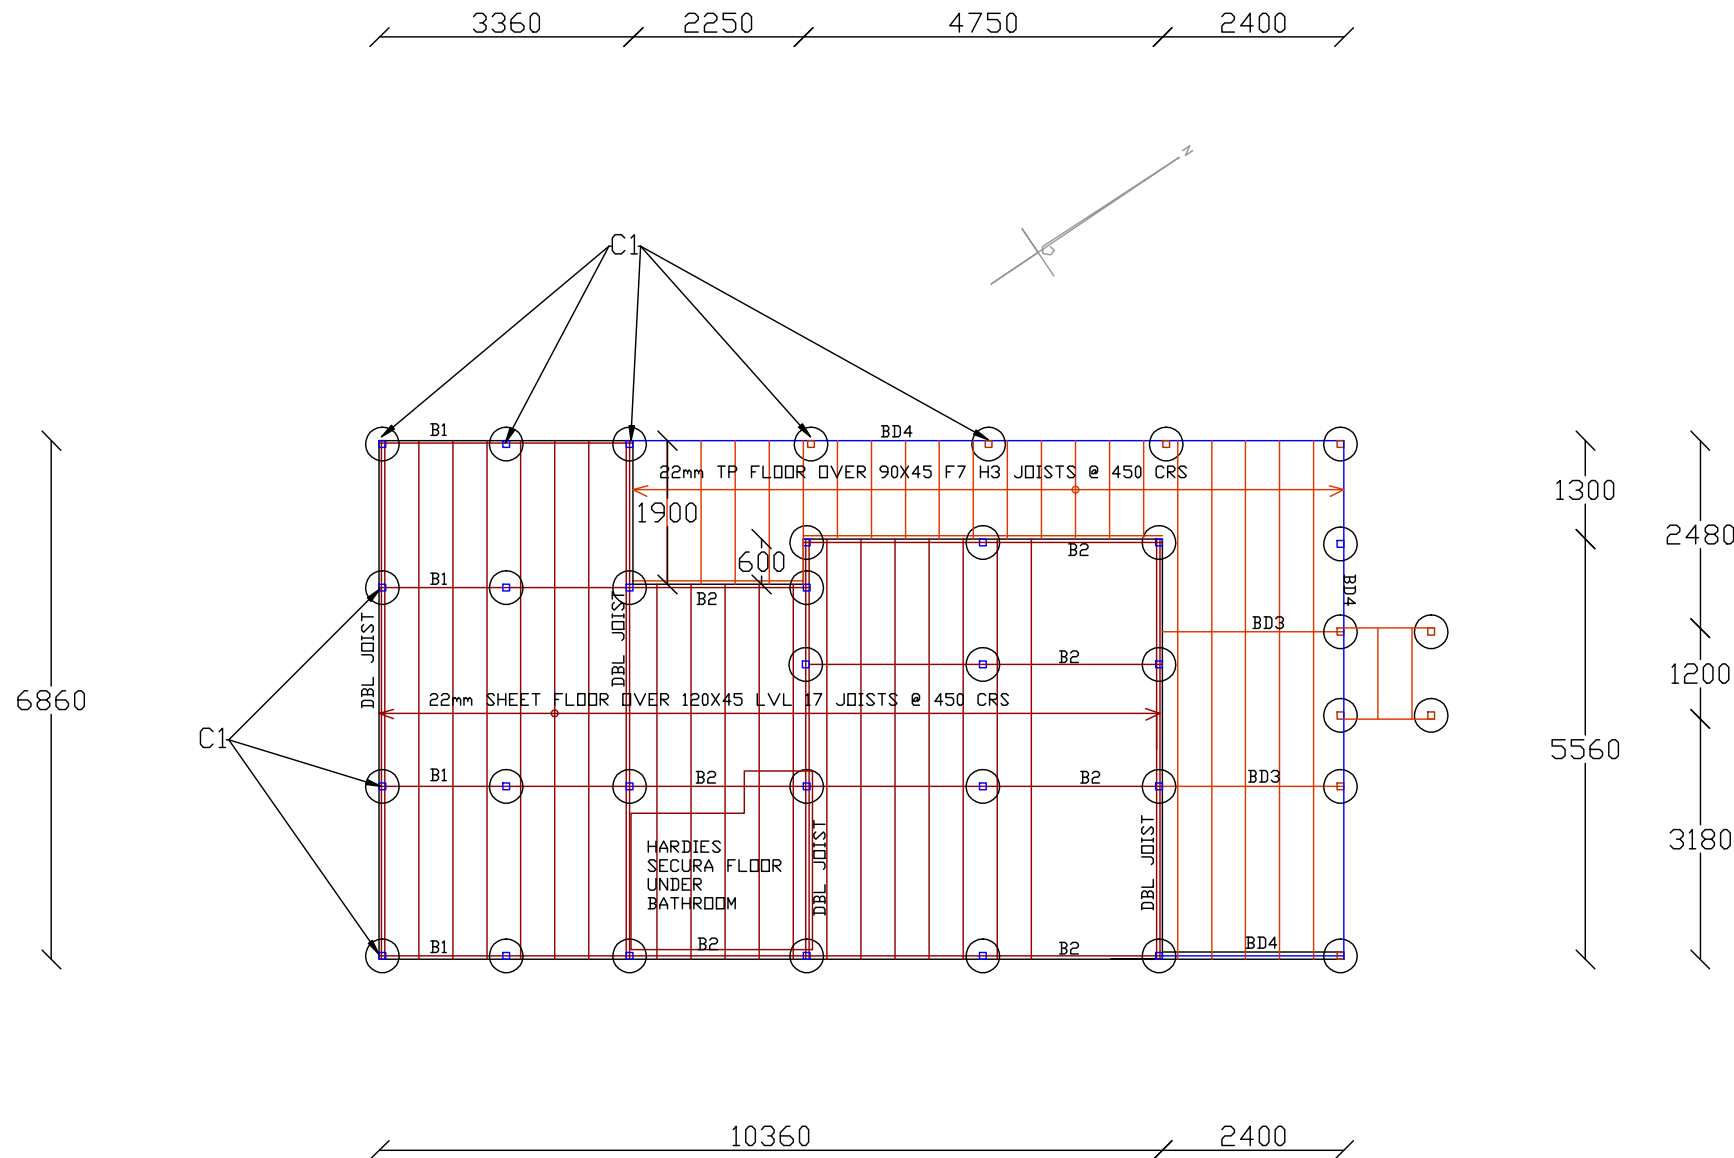 3360 2250 4750 2400
N
C1
B1 BD4
22mm TP FLOOR OVER 90X45 F7 H3 JOISTS @ 450 CRS
1300
1900
2480
B2
600
B1
B2
BD4
DBL JOIST
DBL JOIST
BD3
B2
1200
22mm SHEET FLOOR OVER 120X45 LVL 17 JOISTS @ 450 CRS
6860
C1
5560
B1 B2 B2 BD3
HARDIES
SECURA FLOOR
UNDER
BATHROOM
DBL JOIST
DBL JOIST
3180
B1 B2 B2 BD4
10360 2400